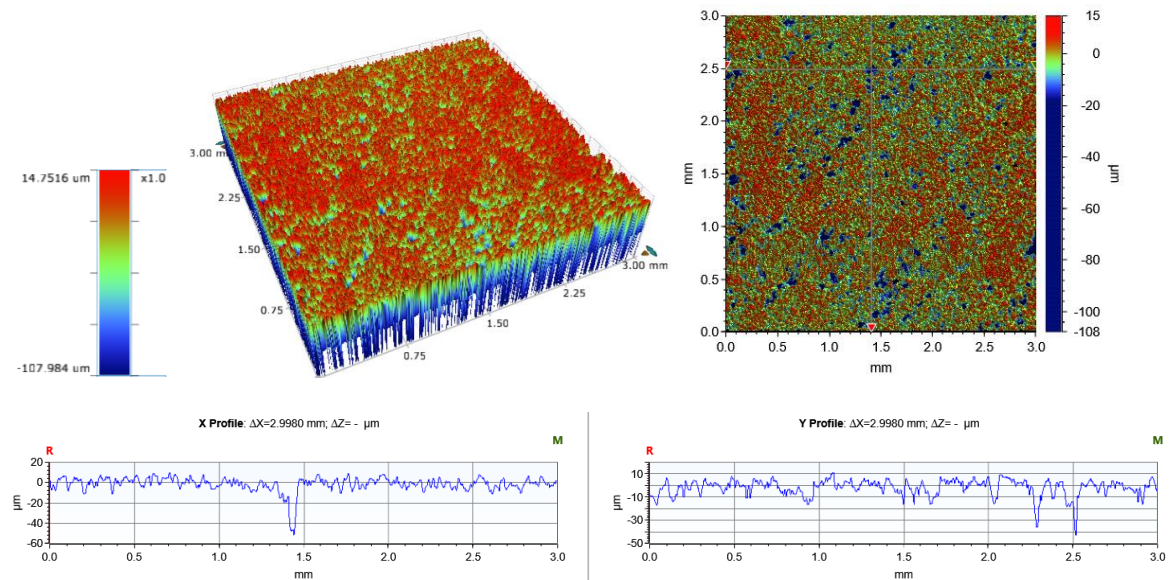 14.7516 um
x1.0
-107.984 um
3.00 mm
2.25
1.50
0.75
0.75
1.50
2.25
3.00 mm
3.0
2.5
2.0
1.5
1.0
0.5
0.0
mm
0.0 0.5 1.0 1.5 2.0 2.5 3.0
mm
15
0
-20
-40
-60
-80
-100
-108
µm
X Profile: ΔX=2.9980 mm; ΔZ= - µm
R
M
20
0
-20
-40
-60
µm
0.0 0.5 1.0 1.5 2.0 2.5 3.0
mm
Y Profile: ΔX=2.9980 mm; ΔZ= - µm
R
M
10
-10
-30
-50
µm
0.0 0.5 1.0 1.5 2.0 2.5 3.0
mm